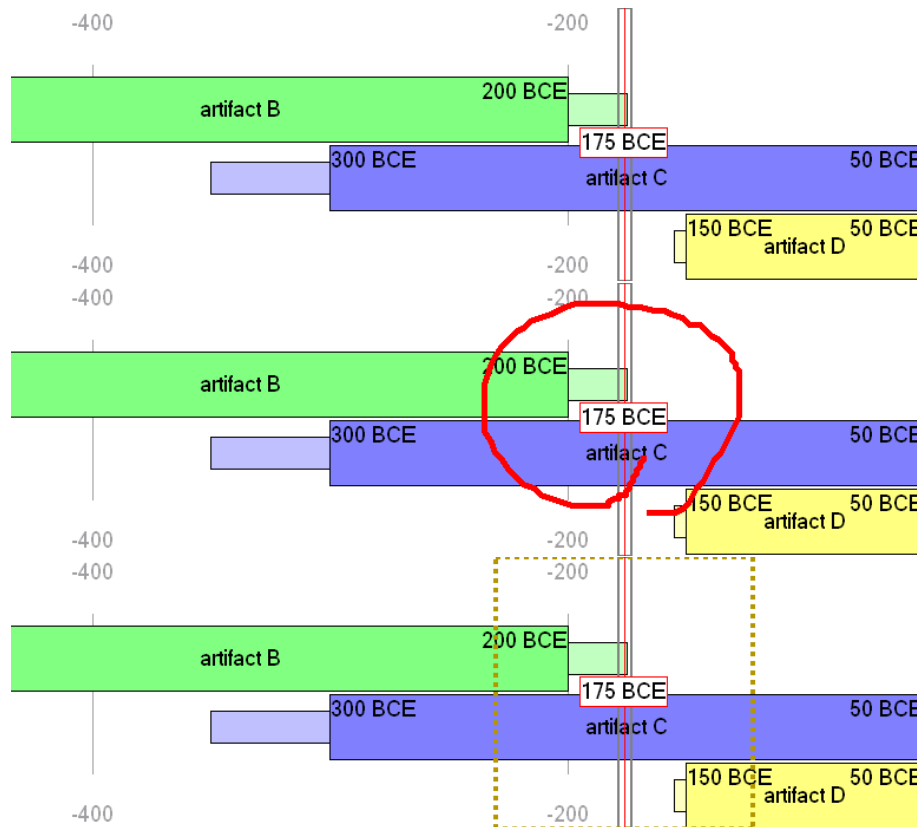 -400 -200
200 BCE
artifact B
175 BCE
300 BCE 50 BCE
artifact C
150 BCE 50 BCE
artifact D
-400 -200
-400 -200
200 BCE
artifact B
175 BCE
300 BCE 50 BCE
artifact C
150 BCE 50 BCE
artifact D
-400 -200
-400 -200
200 BCE
artifact B
175 BCE
300 BCE 50 BCE
artifact C
150 BCE 50 BCE
artifact D
-400 -200